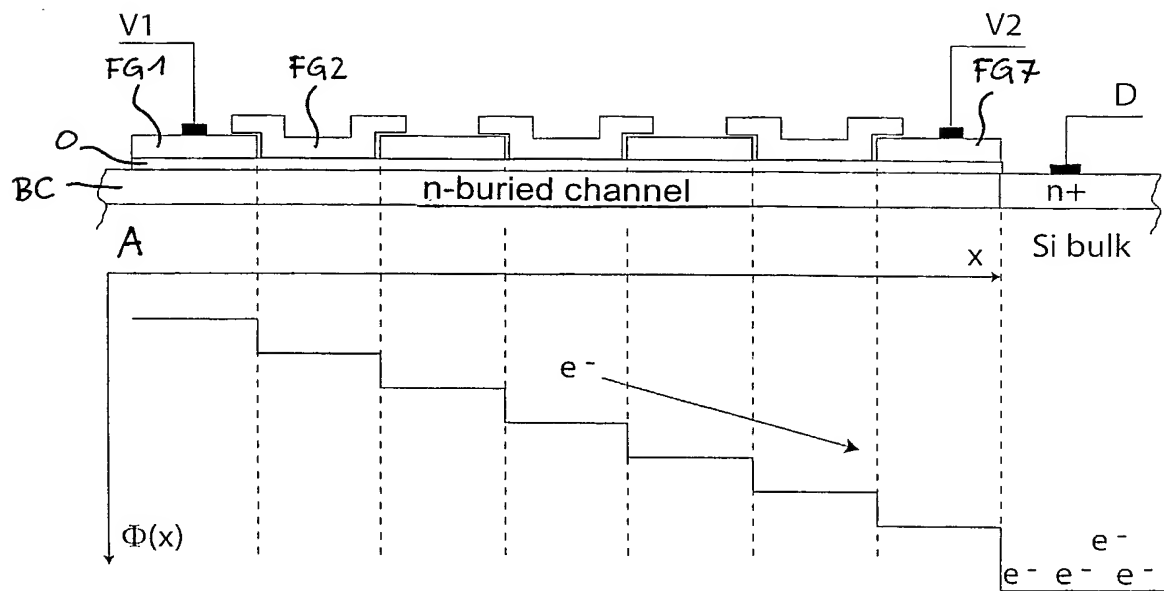 V1
V2
FG1
FG2
FG7
D
O
BC
n-buried channel
n+
A
Si bulk
x
e -
Φ(x)
e -
e - e - e -